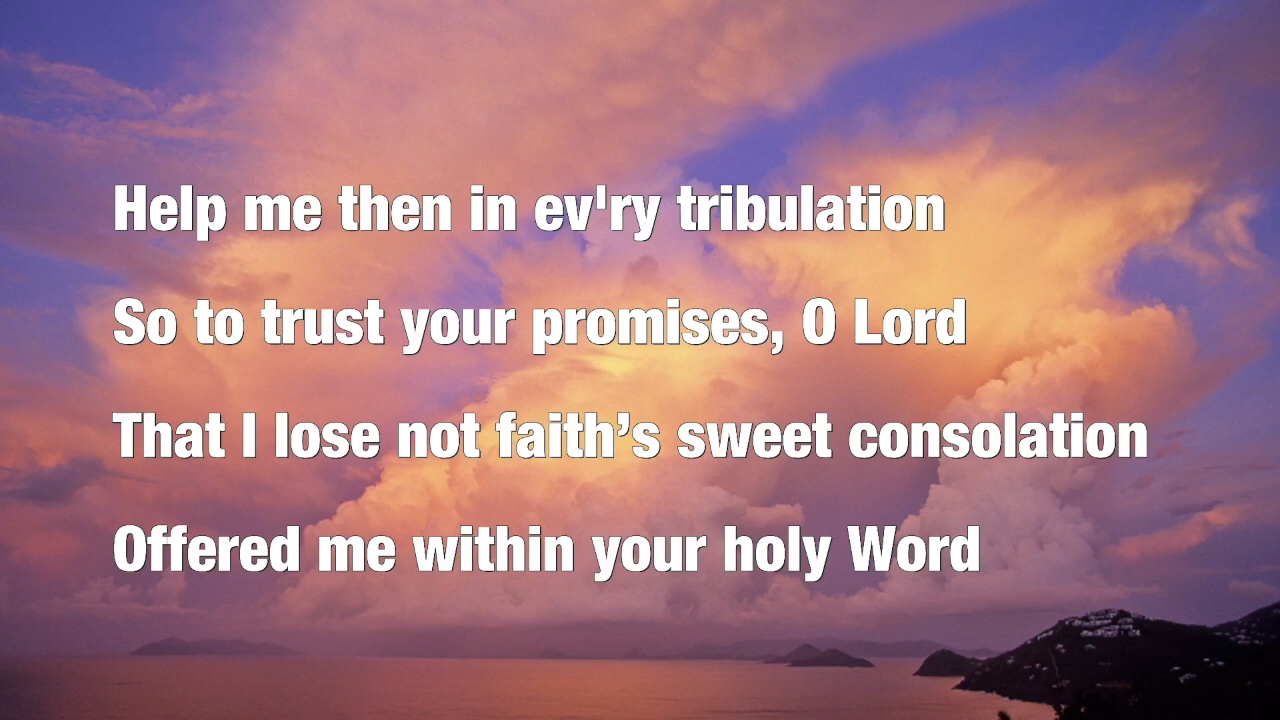 Help me then in ev'ry tribulation
So to trust your promises, O Lord
That I lose not faith’s sweet consolation
Offered me within your holy Word